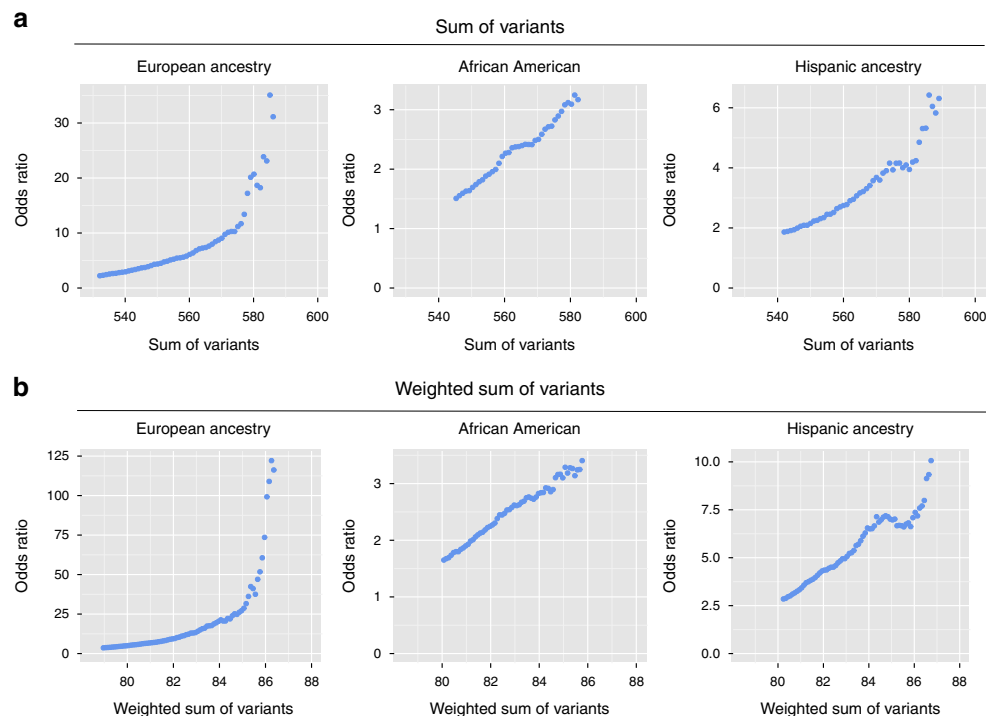 a
Sum of variants
European ancestry
African American
Hispanic ancestry
Odds ratio
30
20
10
0
540 560 580 600
Sum of variants
Odds ratio
3
2
1
0
540 560 580 600
Sum of variants
Odds ratio
6
4
2
0
540 560 580 600
Sum of variants
b
Weighted sum of variants
European ancestry
African American
Hispanic ancestry
Odds ratio
125
100
75
50
25
0
80 82 84 86 88
Weighted sum of variants
Odds ratio
3
2
1
0
80 82 84 86 88
Weighted sum of variants
Odds ratio
10.0
7.5
5.0
2.5
0.0
80 82 84 86 88
Weighted sum of variants